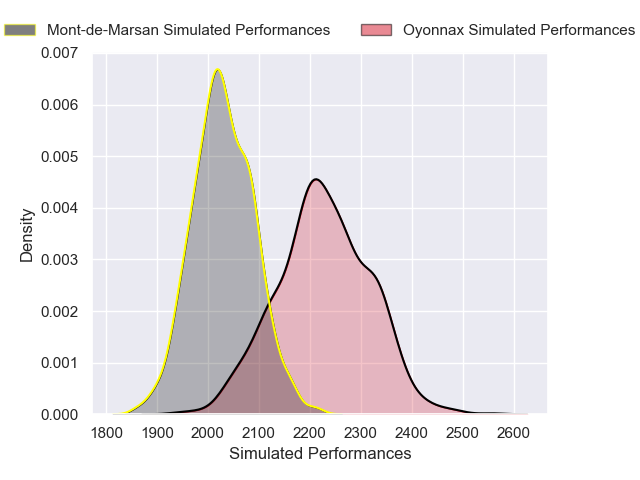 Mont-de-Marsan Simulated Performances Oyonnax Simulated Performances
0.007
0.006
0.005
0.004
0.003
0.002
0.001
0.000
Density
1800 1900 2000 2100 2200 2300 2400 2500 2600
Simulated Performances